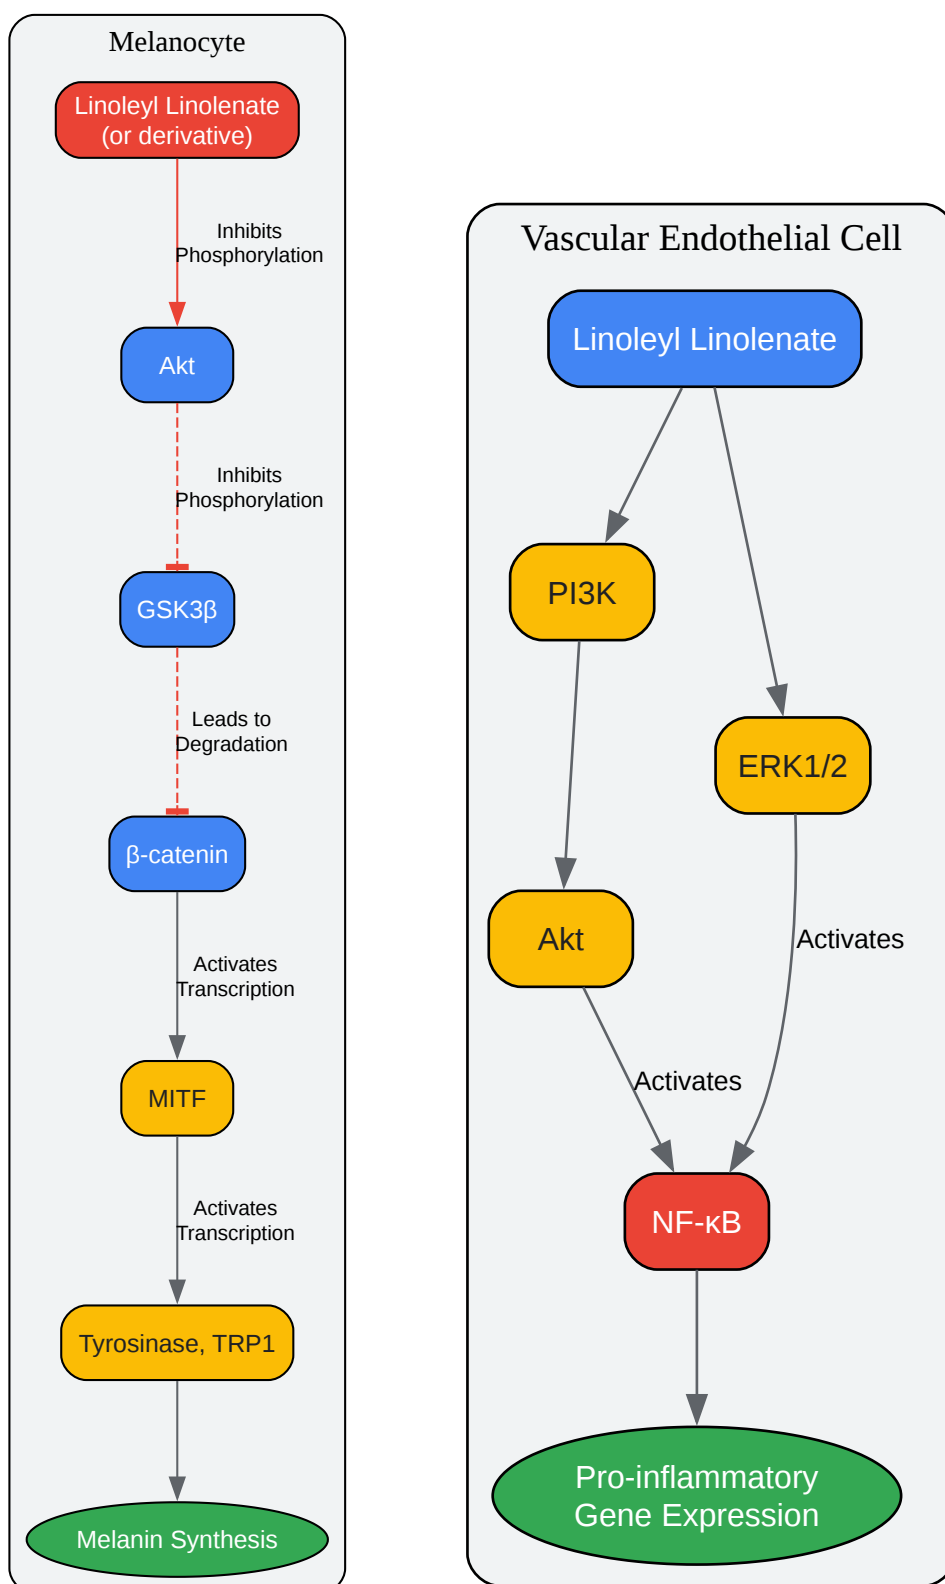 Melanocyte
Linoleyl Linolenate
(or derivative)
Inhibits
Phosphorylation
Akt
Inhibits
Phosphorylation
GSK3β
Leads to
Degradation
β-catenin
Activates
Transcription
MITF
Activates
Transcription
Tyrosinase, TRP1
Melanin Synthesis
Vascular Endothelial Cell
Linoleyl Linolenate
PI3K
ERK1/2
Akt
Activates
Activates
NF-κB
Pro-inflammatory
Gene Expression